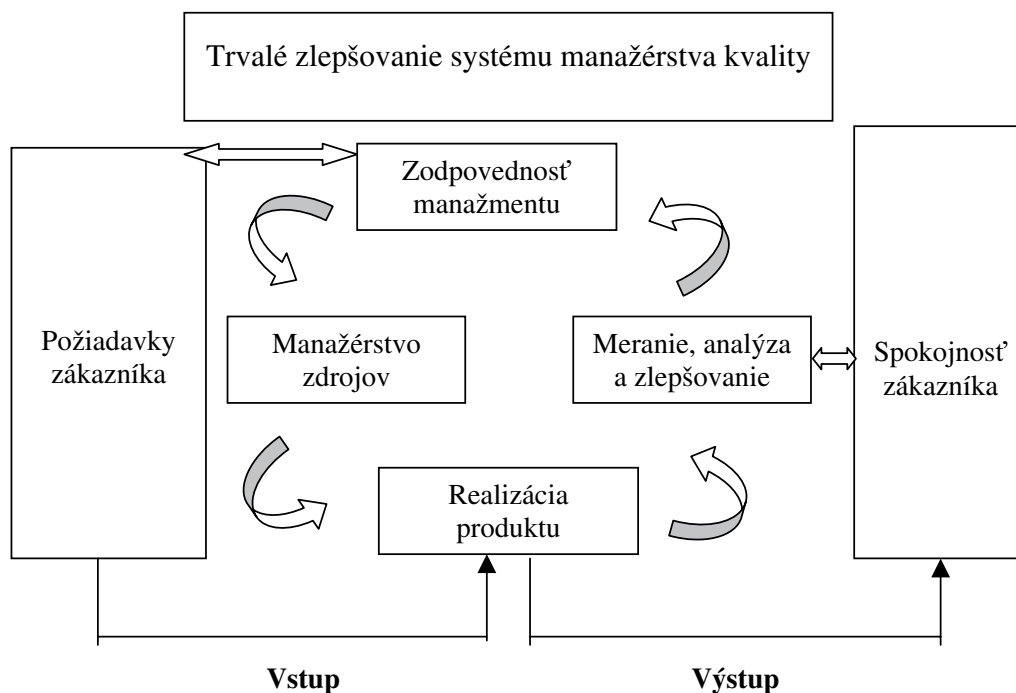 Trvalé zlepšovanie systému manažérstva kvality
Zodpovednosť
manažmentu
Požiadavky
zákazníka
Manažérstvo
zdrojov
Meranie, analýza
a zlepšovanie
Spokojnosť
zákazníka
Realizácia
produktu
Vstup
Výstup